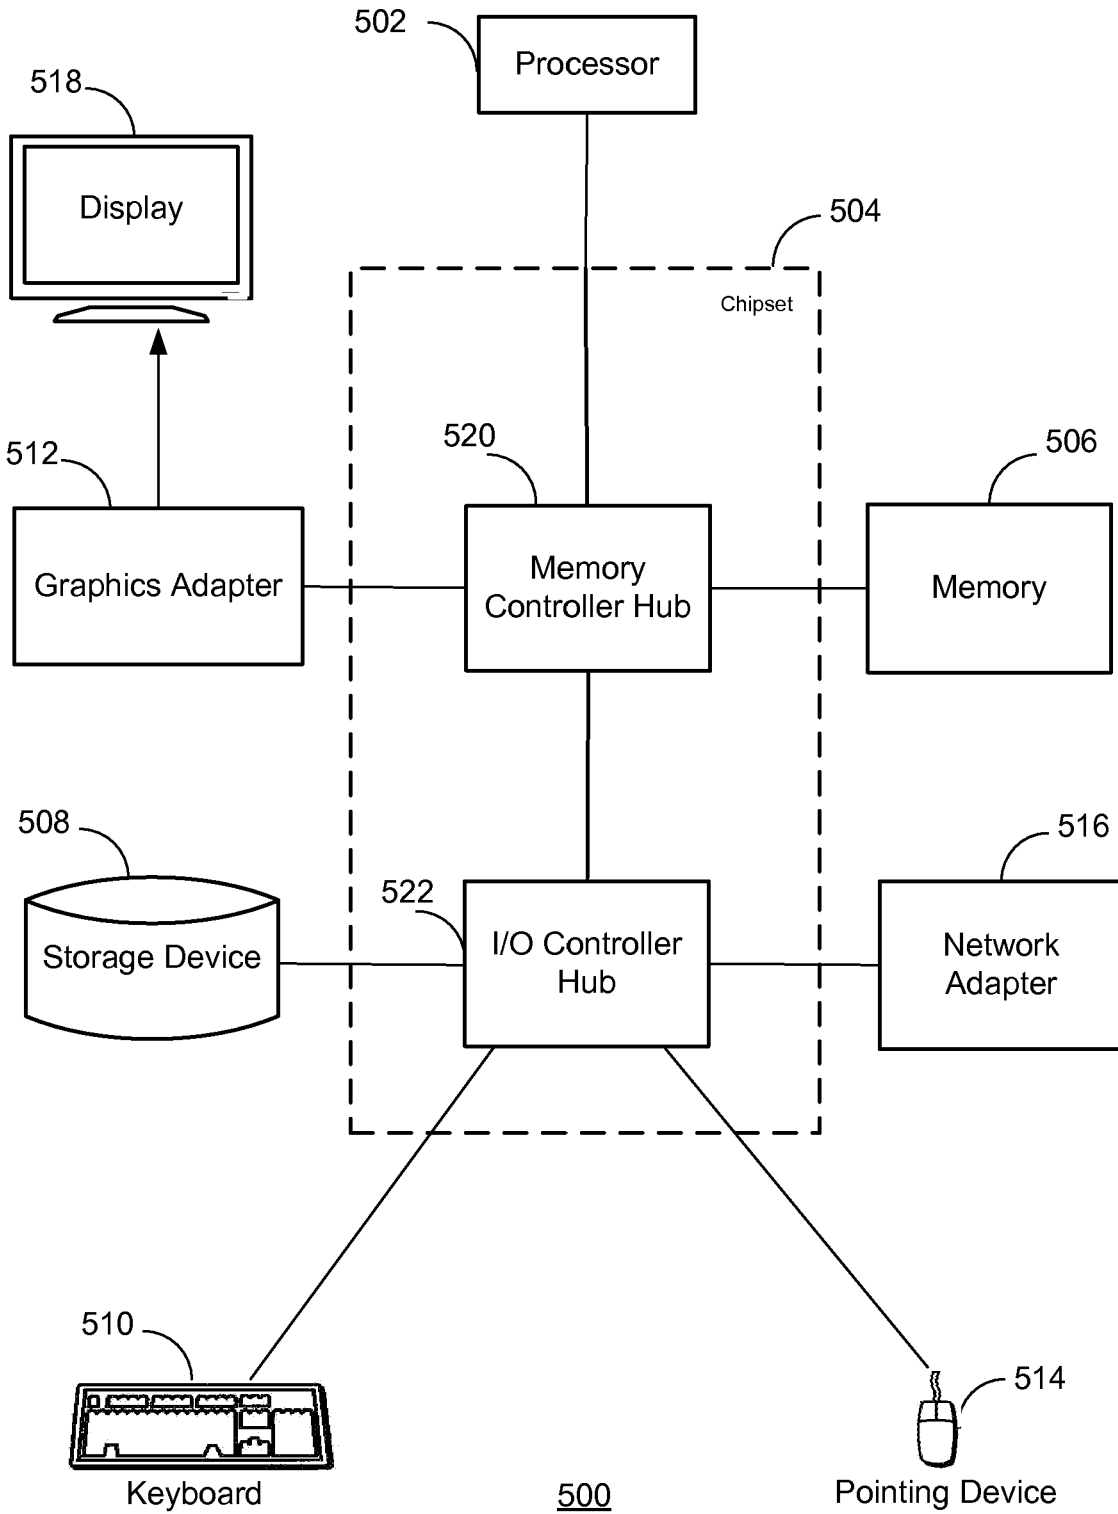 502
Processor
518
Display
504
Chipset
512
520
506
Graphics Adapter
Memory
Controller Hub
Memory
508
522
516
Storage Device
I/O Controller
Hub
Network
Adapter
510
514
Keyboard
500
Pointing Device